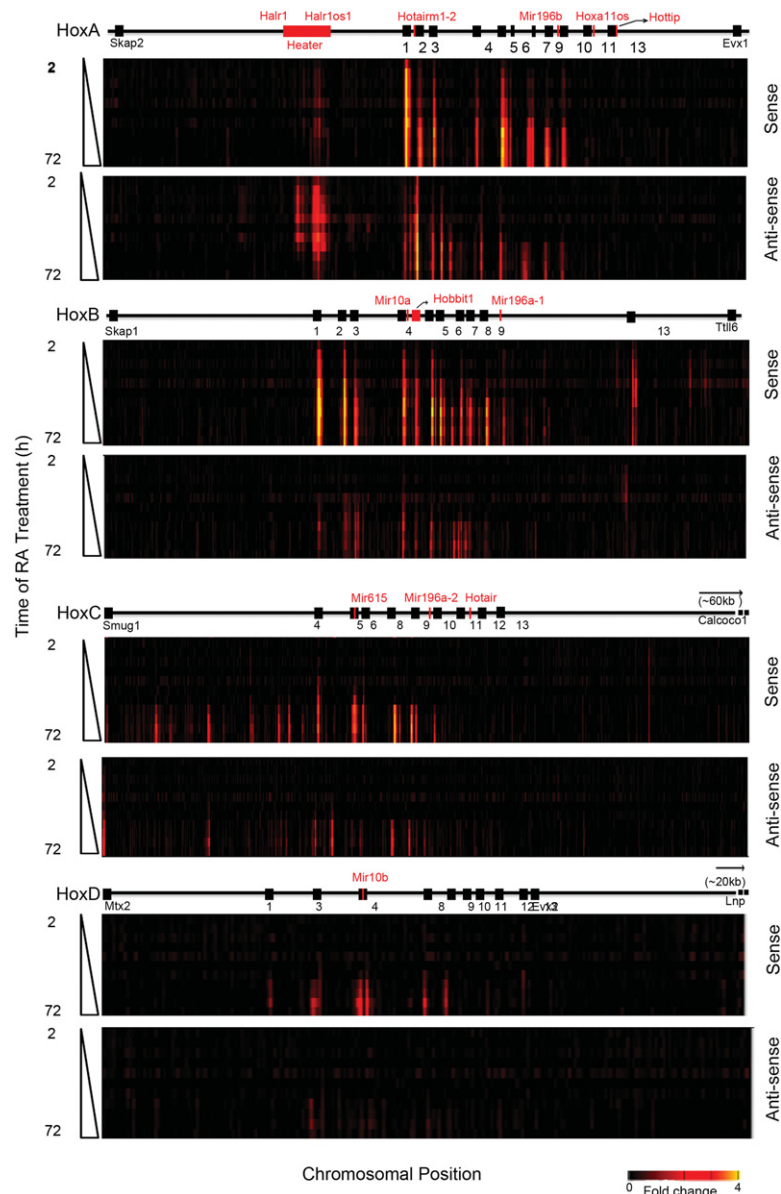 Halr1 Halr1os1 Hotairm1-2 Mir196b Hoxa11os Hottip
HoxA
Skap2 Heater 1 2 3 4 5 6 7 9 10 11 13 Evx1
2
72
Sense
2
72
Anti-sense
Mir10a Hobbit1 Mir196a-1
HoxB
Skap1 1 2 3 4 5 6 7 8 9 13 Ttll6
2
72
Sense
2
72
Anti-sense
Time of RA Treatment (h)
Mir615 Mir196a-2 Hotair (~60kb )
HoxC
Smug1 4 5 6 8 9 10 11 12 13 Calcoco1
2
72
Sense
2
72
Anti-sense
Mir10b (~20kb)
HoxD
Mtx2 1 3 4 8 9 10 11 12 Lnp
2
72
Sense
2
72
Anti-sense
Chromosomal Position
0 4
Fold change